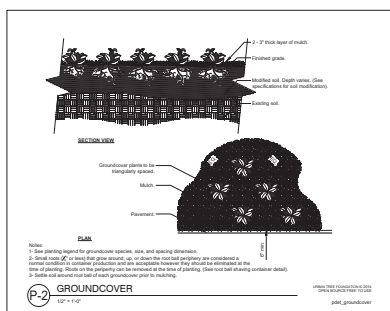 2 - 3" thick layer of mulch.
Finished grade.
Modified soil. Depth varies. (See
specifications for soil modification).
Existing soil.
SECTION VIEW
Groundcover plants to be
triangularly spaced.
Mulch.
Pavement.
6" min
PLAN
Notes:
1- See planting legend for groundcover species, size, and spacing dimension.
2- Small roots ( " or less) that grow around, up, or down the root ball periphery are considered a
normal condition in container production and are acceptable however they should be eliminated at the
time of planting. Roots on the periphery can be removed at the time of planting. (See root ball shaving container detail).
3- Settle soil around root ball of each groundcover prior to mulching.
P-2
GROUNDCOVER
1/2" = 1'-0"
URBAN TREE FOUNDATION © 2014
OPEN SOURCE FREE TO USE
pdet_groundcover